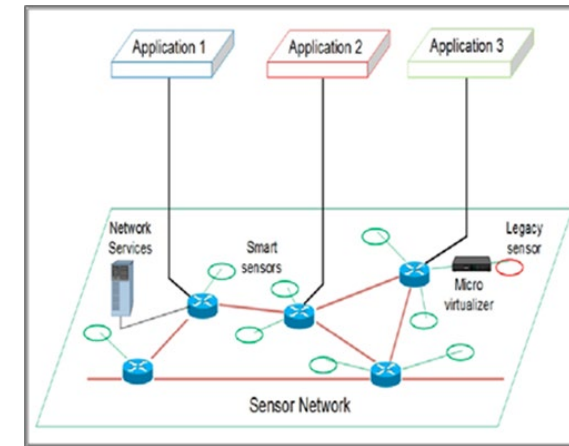 Application 1
Application 2
Application 3
Network
Services
Smart
sensors
Legacy
sensor
Micro
virtualizer
Sensor Network